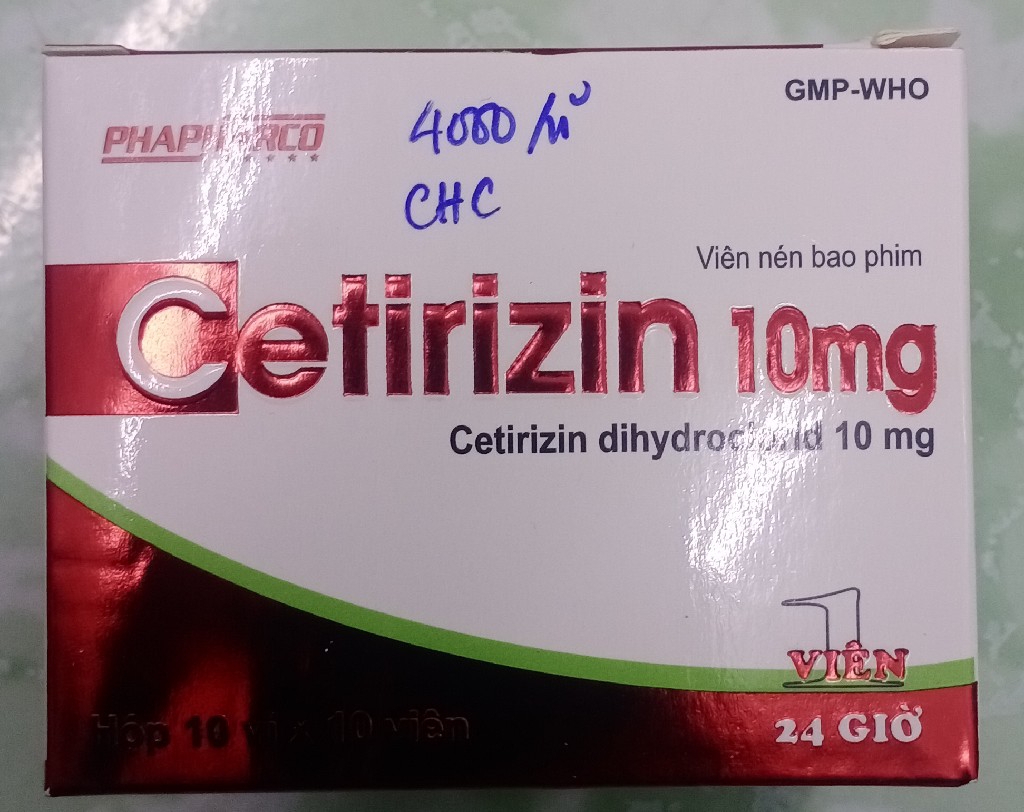 GMP-WHO
PHAPHARCO
4000/vỉ
CHC
Viên nén bao phim
Cetirizin 10mg
Cetirizin dihydroclorid 10 mg
1
VIÊN
24 GIỜ
Hộp 10 vỉ x 10 viên